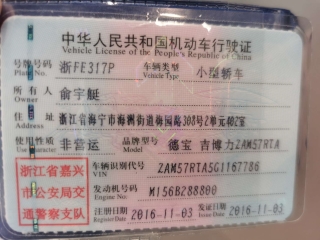 中华人民共和国机动车行驶证
Vehicle License of the People's Republic of China
号牌号码 浙FE317P 车辆类型 小型轿车
Plate No. Vehicle Type
所有人 俞宇艇
Owner
住址 浙江省海宁市海洲街道梅园路308号2单元402室
Address
使用性质 非营运 品牌型号 德宝 吉博力ZAM57RTA
Use Character Model
浙江省嘉兴 车辆识别代号 ZAM57RTA5G1167786
VIN
市公安局交 发动机号码 M156B288800
Engine No.
通警察支队 注册日期 2016-11-03 发证日期 2016-11-03
Register Date Issue Date